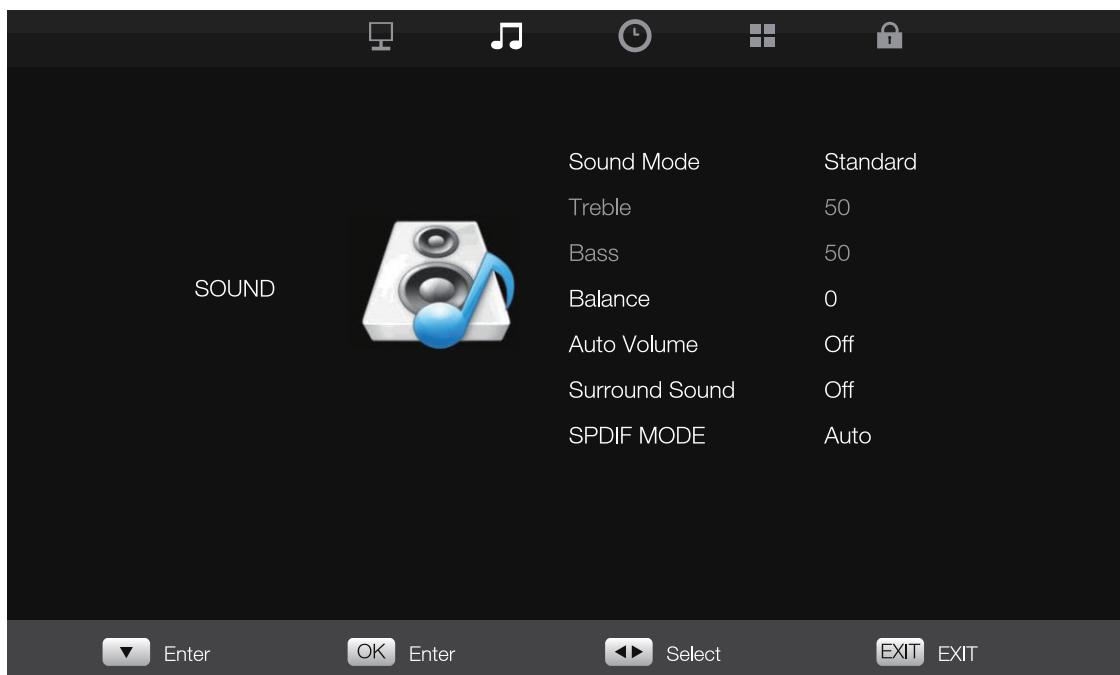 Sound Mode Standard
Treble 50
Bass 50
SOUND
Balance 0
Auto Volume Off
Surround Sound Off
SPDIF MODE Auto
Enter OK Enter Select EXIT EXIT